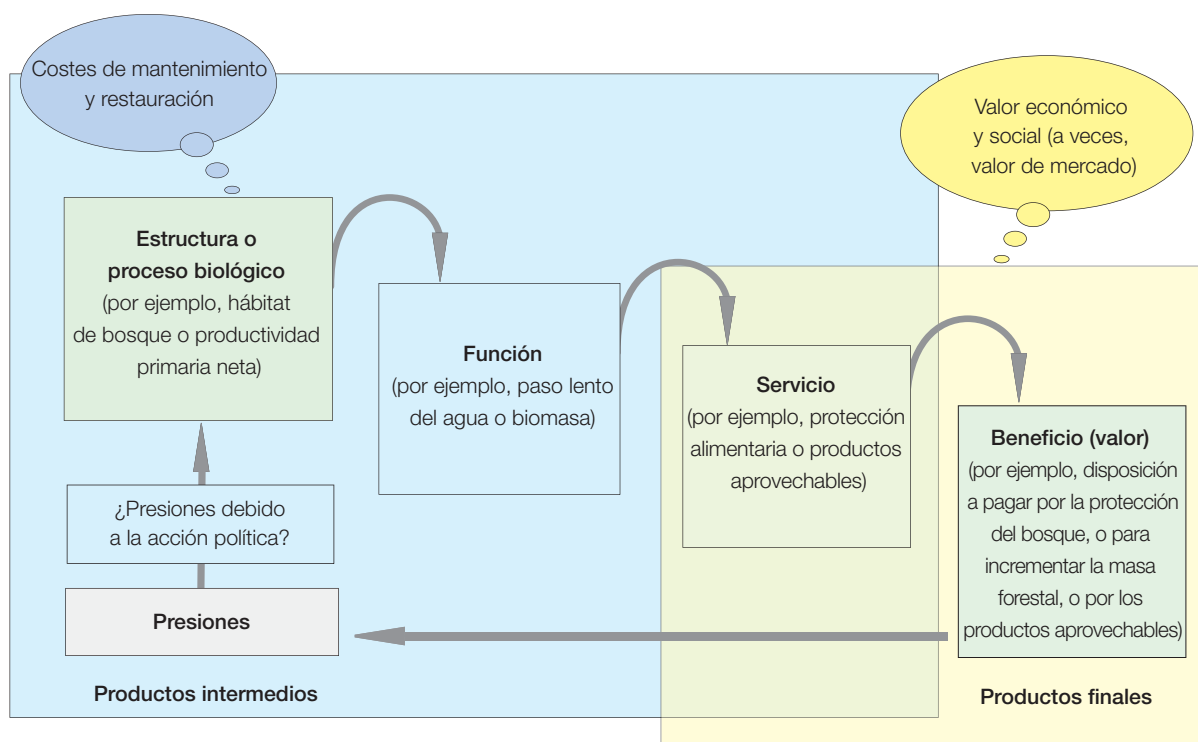 Costes de mantenimiento
y restauración
Valor económico
y social (a veces,
valor de mercado)
Estructura o
proceso biológico
(por ejemplo, hábitat
de bosque o productividad
primaria neta)
Función
(por ejemplo, paso lento
del agua o biomasa)
Servicio
(por ejemplo, protección
alimentaria o productos
aprovechables)
Beneficio (valor)
(por ejemplo, disposición
a pagar por la protección
del bosque, o para
incrementar la masa
forestal, o por los
productos aprovechables)
¿Presiones debido
a la acción política?
Presiones
Productos intermedios
Productos finales